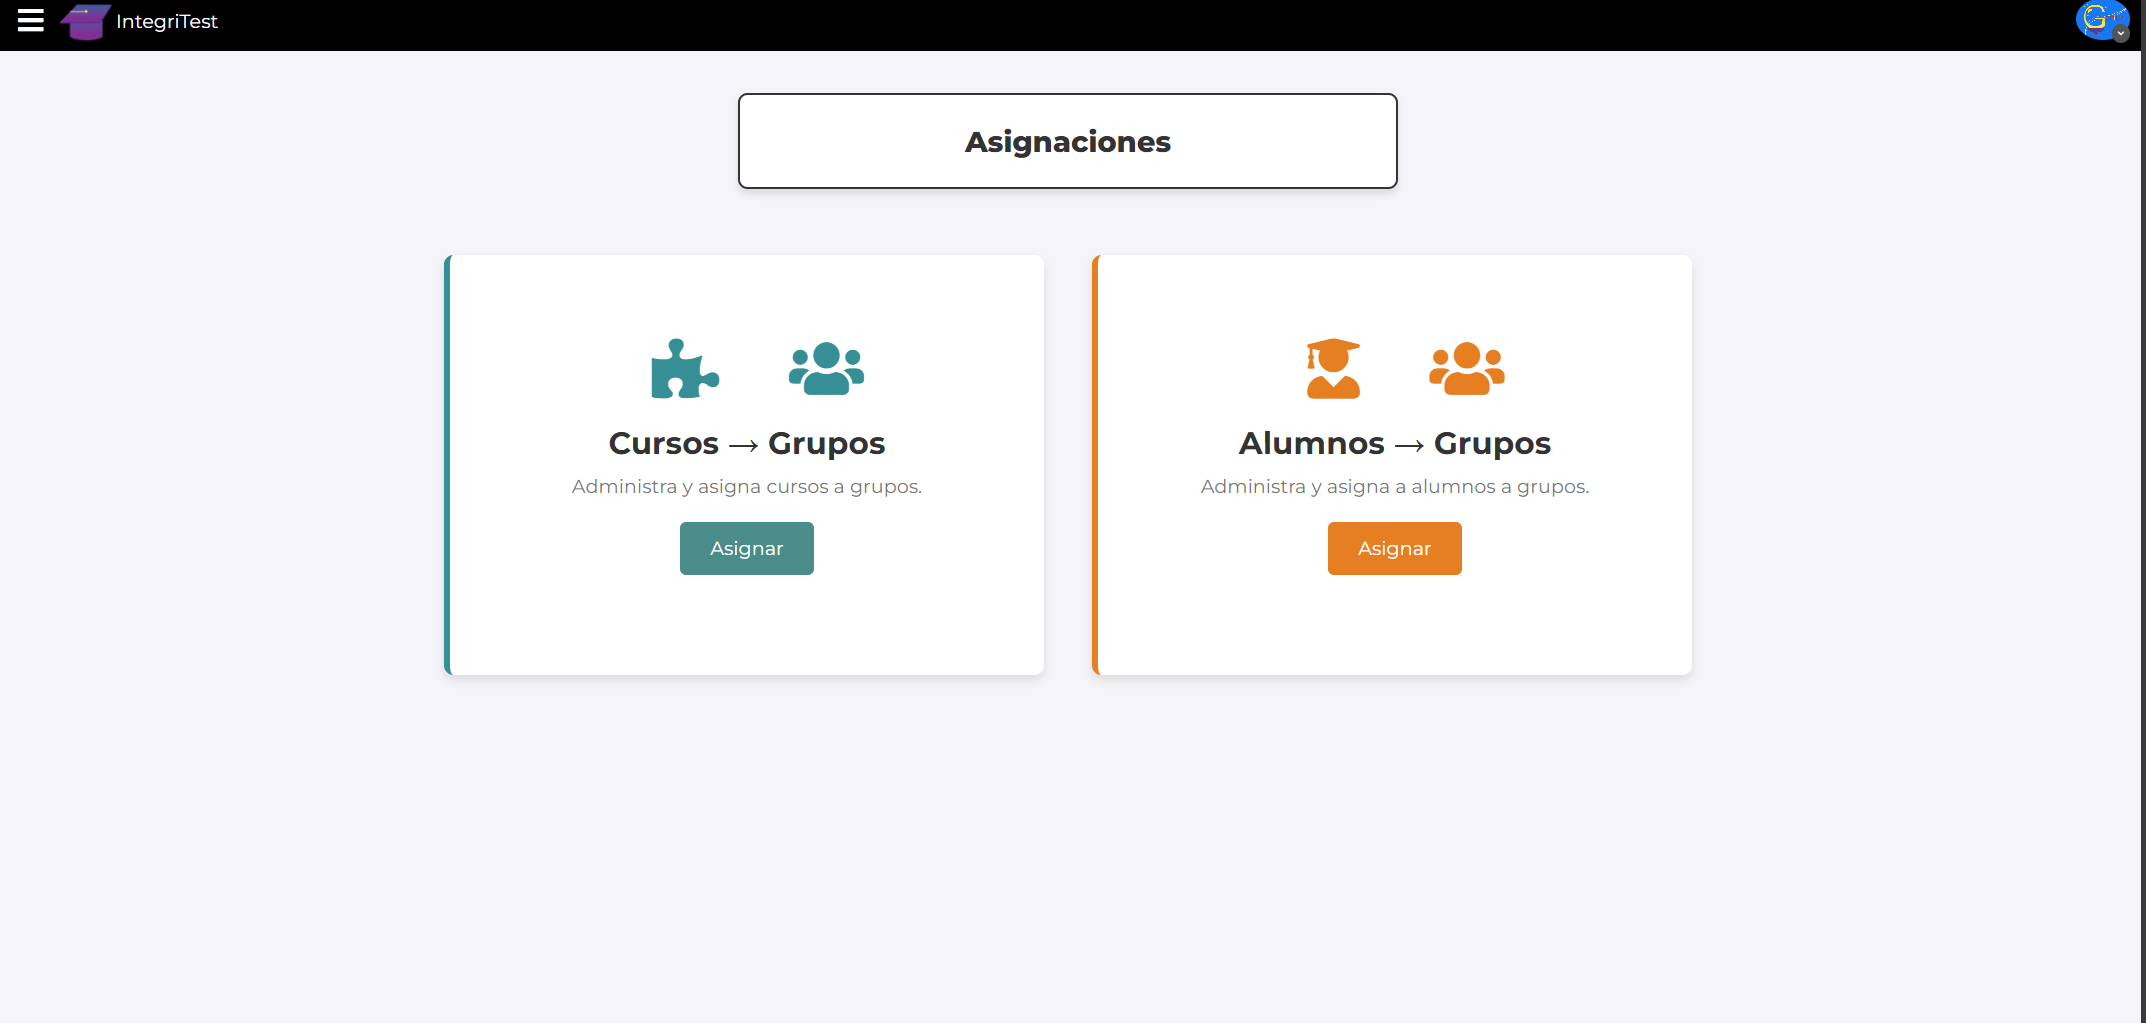 IntegriTest
Asignaciones
Cursos → Grupos
Administra y asigna cursos a grupos.
Asignar
Alumnos → Grupos
Administra y asigna a alumnos a grupos.
Asignar